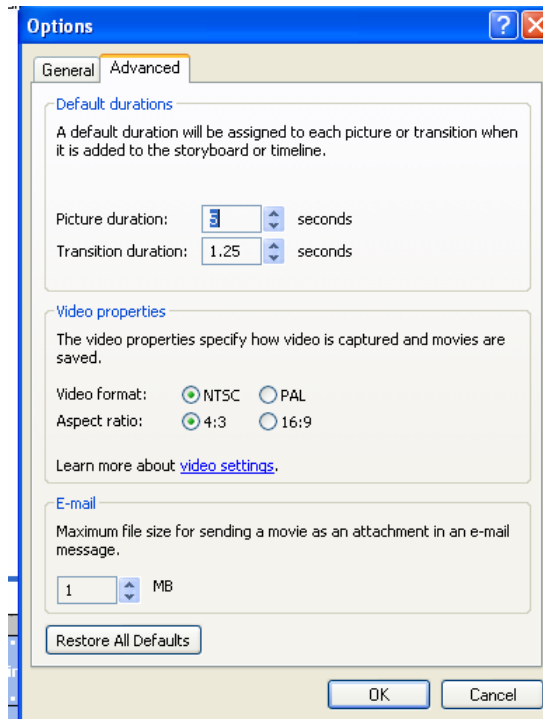 Options
General Advanced
Default durations
A default duration will be assigned to each picture or transition when
it is added to the storyboard or timeline.
Picture duration: 5 seconds
Transition duration: 1.25 seconds
Video properties
The video properties specify how video is captured and movies are
saved.
Video format: NTSC PAL
Aspect ratio: 4:3 16:9
Learn more about video settings.
E-mail
Maximum file size for sending a movie as an attachment in an e-mail
message.
1 MB
Restore All Defaults
OK Cancel